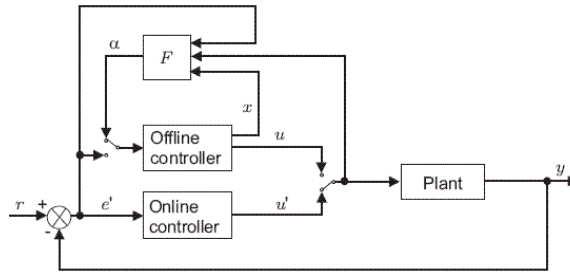 α
F
x
Offline
controller
u
Plant
y
r
+
-
e'
Online
controller
u'